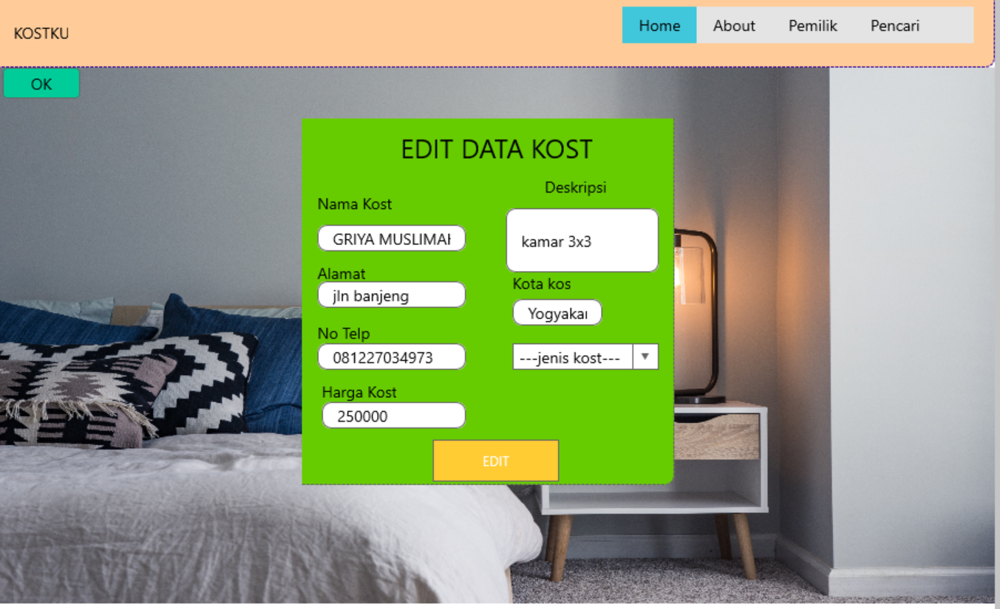 KOSTKU
Home About Pemilik Pencari
OK
EDIT DATA KOST
Nama Kost
GRIYA MUSLIMAH
Alamat
jln banjeng
No Telp
081227034973
Harga Kost
250000
Deskripsi
kamar 3x3
Kota kos
---jenis kost---
EDIT